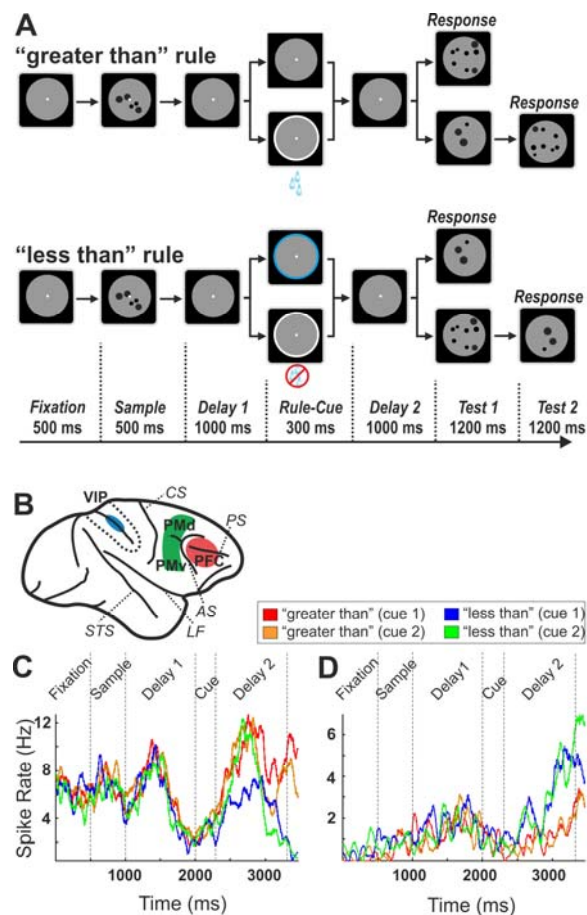 A
"greater than" rule
Response
Response
"less than" rule
Response
Response
Fixation Sample Delay 1 Rule-Cue Delay 2 Test 1 Test 2
500 ms 500 ms 1000 ms 300 ms 1000 ms 1200 ms 1200 ms
B
VIP CS PS
PMd
PMv PFC
STS LF AS
"greater than" (cue 1) "less than" (cue 1)
"greater than" (cue 2) "less than" (cue 2)
C
Fixation Sample Delay 1 Cue Delay 2
Spike Rate (Hz)
12
8
4
1000 2000 3000
Time (ms)
D
Fixation Sample Delay1 Cue Delay 2
6
4
2
1000 2000 3000
Time (ms)